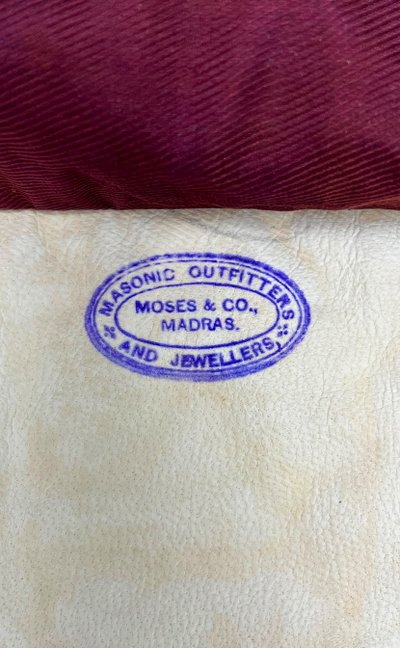 MASONIC OUTFITTERS
MOSES & CO.,
MADRAS.
AND JEWELLERS,